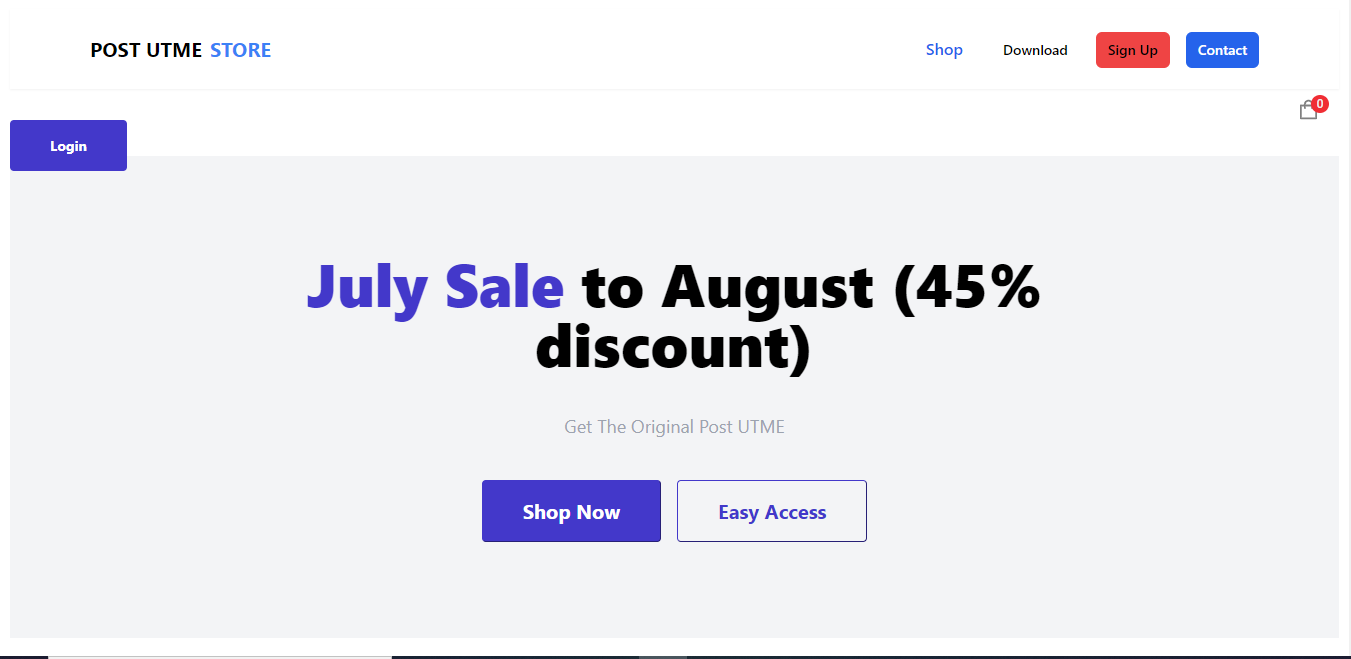 POST UTME STORE
Shop
Download
Sign Up
Contact
0
Login
July Sale to August (45%
discount)
Get The Original Post UTME
Shop Now
Easy Access